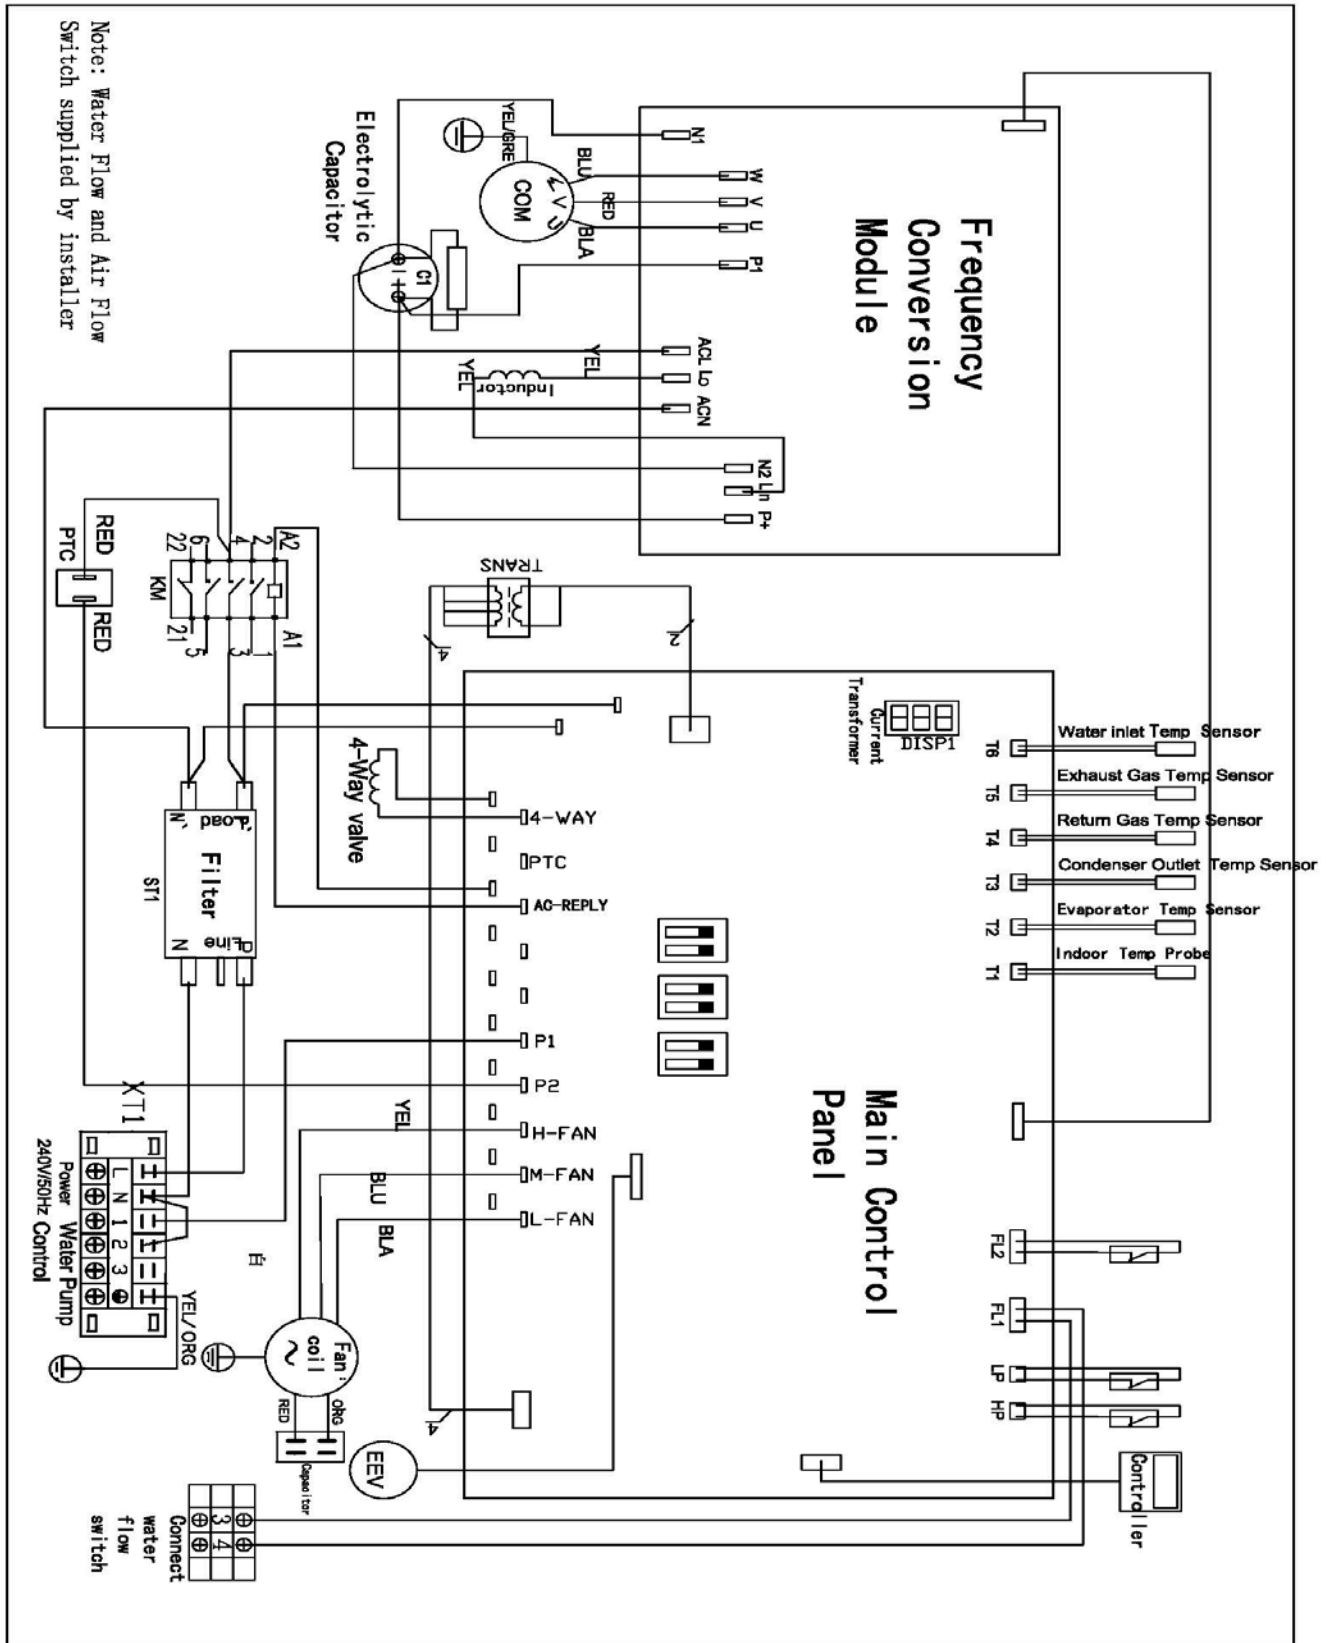 Note: Water Flow and Air Flow
Switch supplied by installer
Electrolytic
Capacitor
C1
YEL/GRE
COM
W
V
U
BLU
RED
BLA
N1
W
V
U
P1
ACL
Lo
ACN
N2
Ln
P+
Frequency
Conversion
Module
YEL
YEL
Inductor
TRANS
2
4
RED
PTC
RED
22
6
4
2
A2
KM
21
5
3
1
A1
4-Way valve
N`
Load
L`
Filter
ST1
N
Line
Current
Transformer
DISP1
Water inlet Temp Sensor
T6
Exhaust Gas Temp Sensor
T5
Return Gas Temp Sensor
T4
Condenser Outlet Temp Sensor
T3
Evaporator Temp Sensor
T2
Indoor Temp Probe
T1
4-WAY
PTC
AC-REPLY
P1
P2
H-FAN
M-FAN
L-FAN
Main Control
Panel
YEL
BLU
BLA
XT1
L
N
1
2
3
Power
240V/50Hz
Water Pump
Control
YEL/ORG
Fan:
coil
RED
ORG
Capacitor
4
EEV
FL2
FL1
LP
HP
Controller
3
4
Connect
water
flow
switch